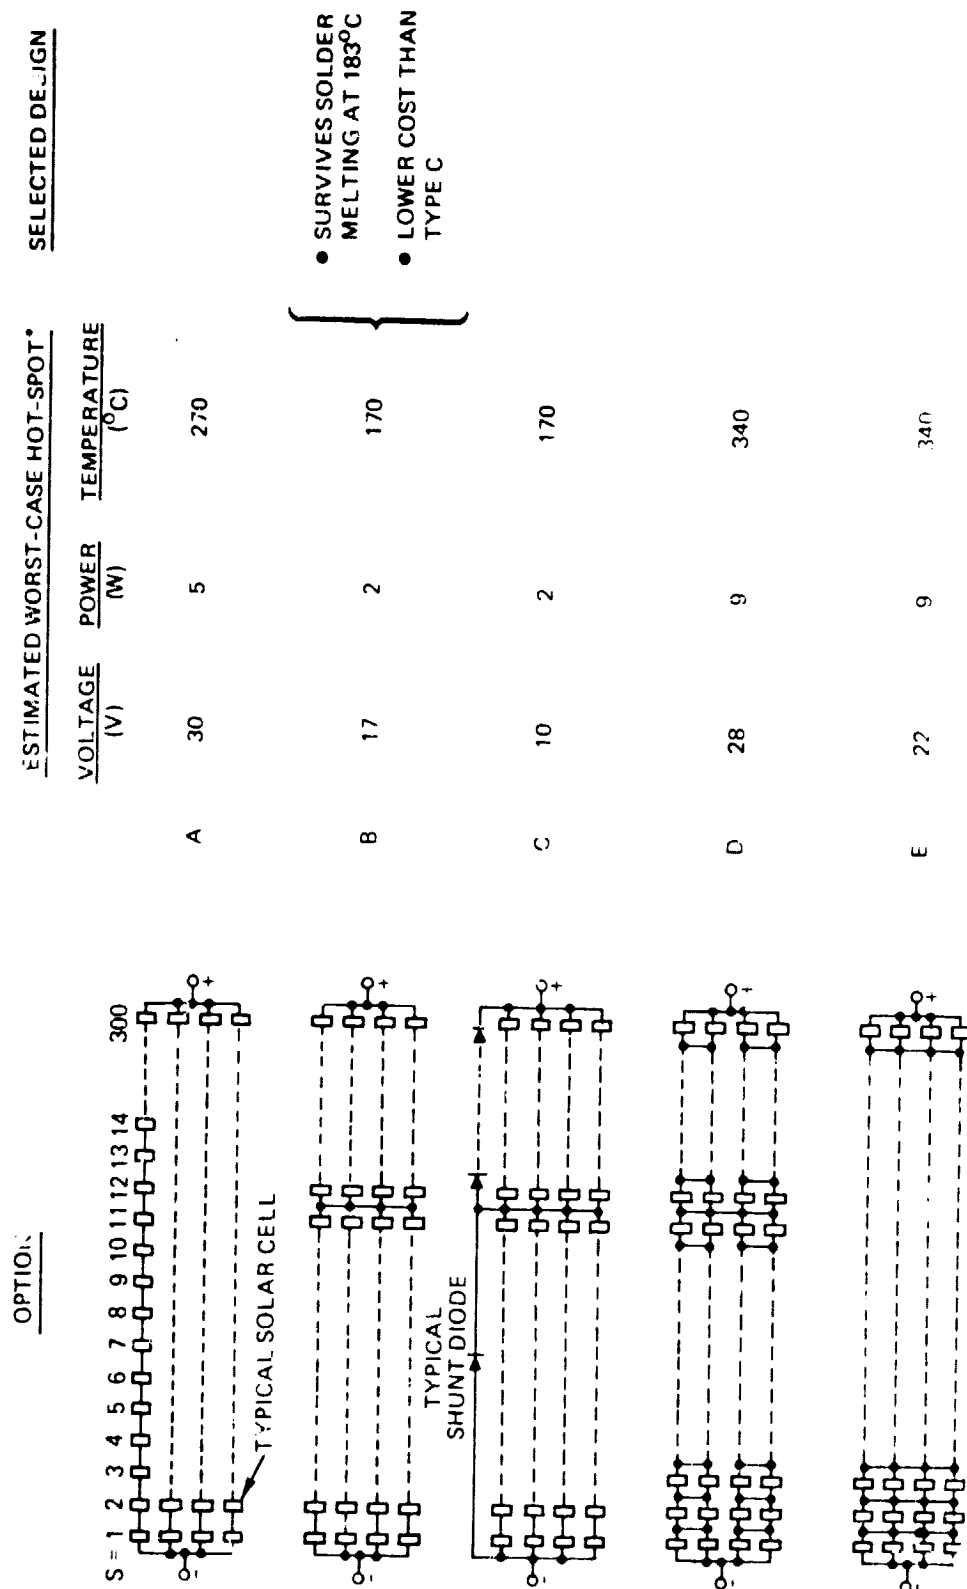 OPTION
ESTIMATED WORST-CASE HOT-SPOT*
SELECTED DESIGN
VOLTAGE
(V)
POWER
(W)
TEMPERATURE
(°C)
S = 1 2 3 4 5 6 7 8 9 10 11 12 13 14 300
- +
TYPICAL SOLAR CELL
A 30 5 270
- +
B 17 2 170
● SURVIVES SOLDER
MELTING AT 183°C
● LOWER COST THAN
TYPE C
TYPICAL
SHUNT DIODE
- +
C 10 2 170
- +
D 28 9 340
- +
E 22 9 340